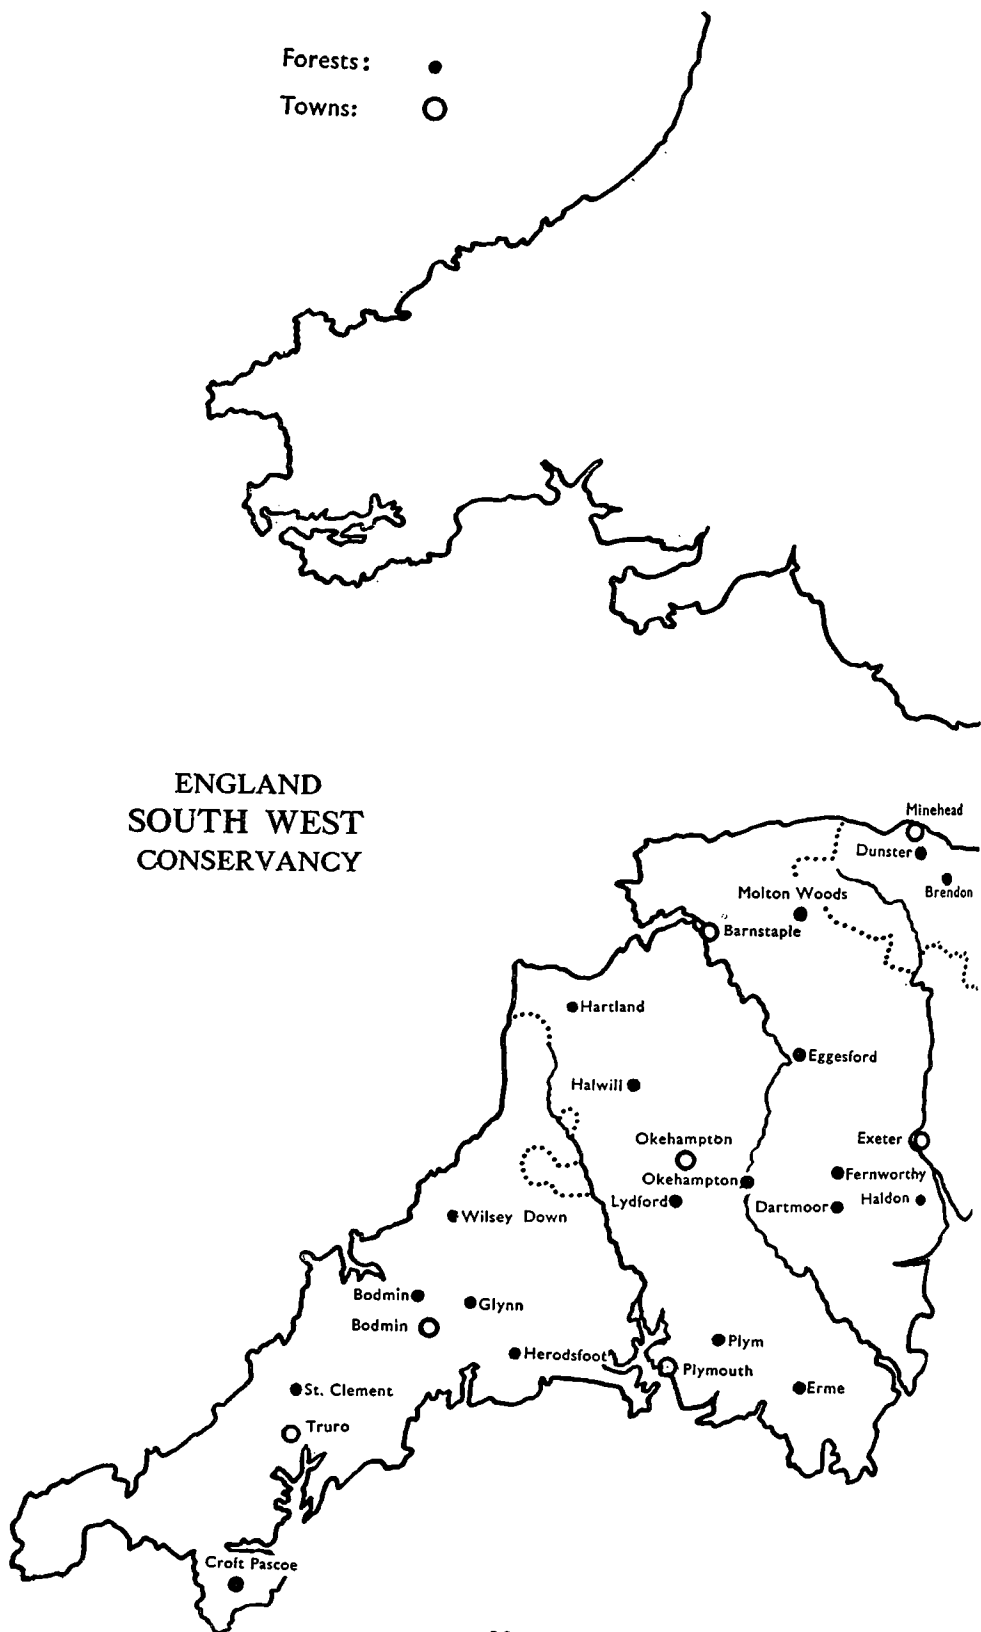 Forests:
Towns:
ENGLAND
SOUTH WEST
CONSERVANCY
Minehead
Dunster
Brendon
Molton Woods
Barnstaple
Hartland
Eggesford
Halwill
Okehampton
Exeter
Okehampton
Fernworthy
Lydford
Dartmoor
Haldon
Wilsey Down
Bodmin
Glynn
Bodmin
Plym
Herodsfoot
Plymouth
St. Clement
Erme
Truro
Croft Pascoe